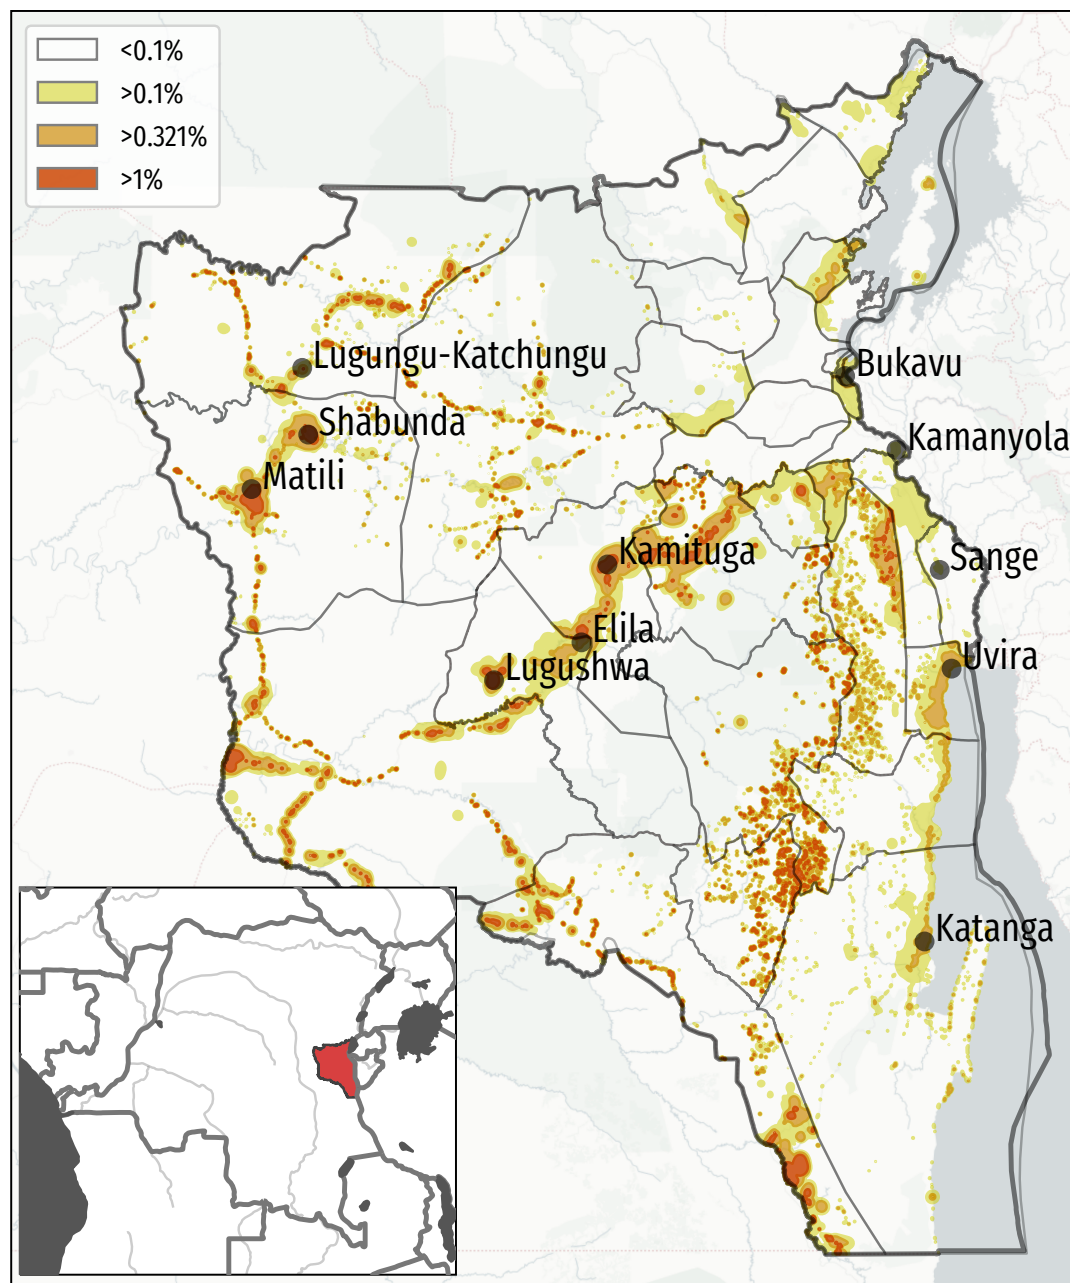 <0.1%
>0.1%
>0.321%
>1%
Lugungu-Katchungu
Bukavu
Shabunda
Kamanyola
Matili
Kamituga
Sange
Elila
Uvira
Lugushwa
Katanga